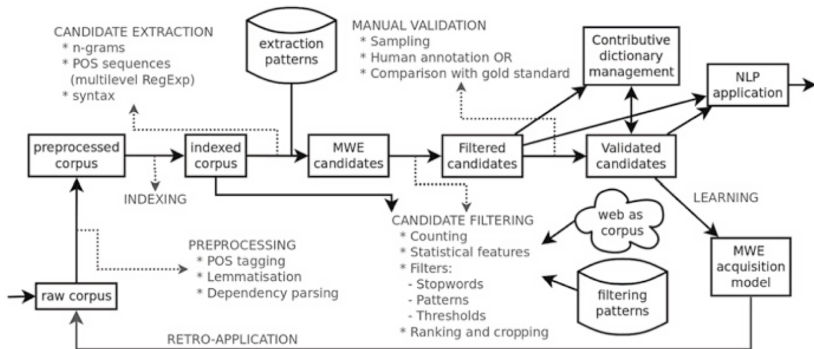 CANDIDATE EXTRACTION
* n-grams
* POS sequences
(multilevel RegExp)
* syntax
extraction
patterns
MANUAL VALIDATION
* Sampling
* Human annotation OR
* Comparison with gold standard
Contributive
dictionary
management
NLP
application
preprocessed
corpus
indexed
corpus
MWE
candidates
Filtered
candidates
Validated
candidates
INDEXING
LEARNING
PREPROCESSING
* POS tagging
* Lemmatisation
* Dependency parsing
CANDIDATE FILTERING
* Counting
* Statistical features
* Filters:
- Stopwords
- Patterns
- Thresholds
* Ranking and cropping
web as
corpus
filtering
patterns
MWE
acquisition
model
raw corpus
RETRO-APPLICATION